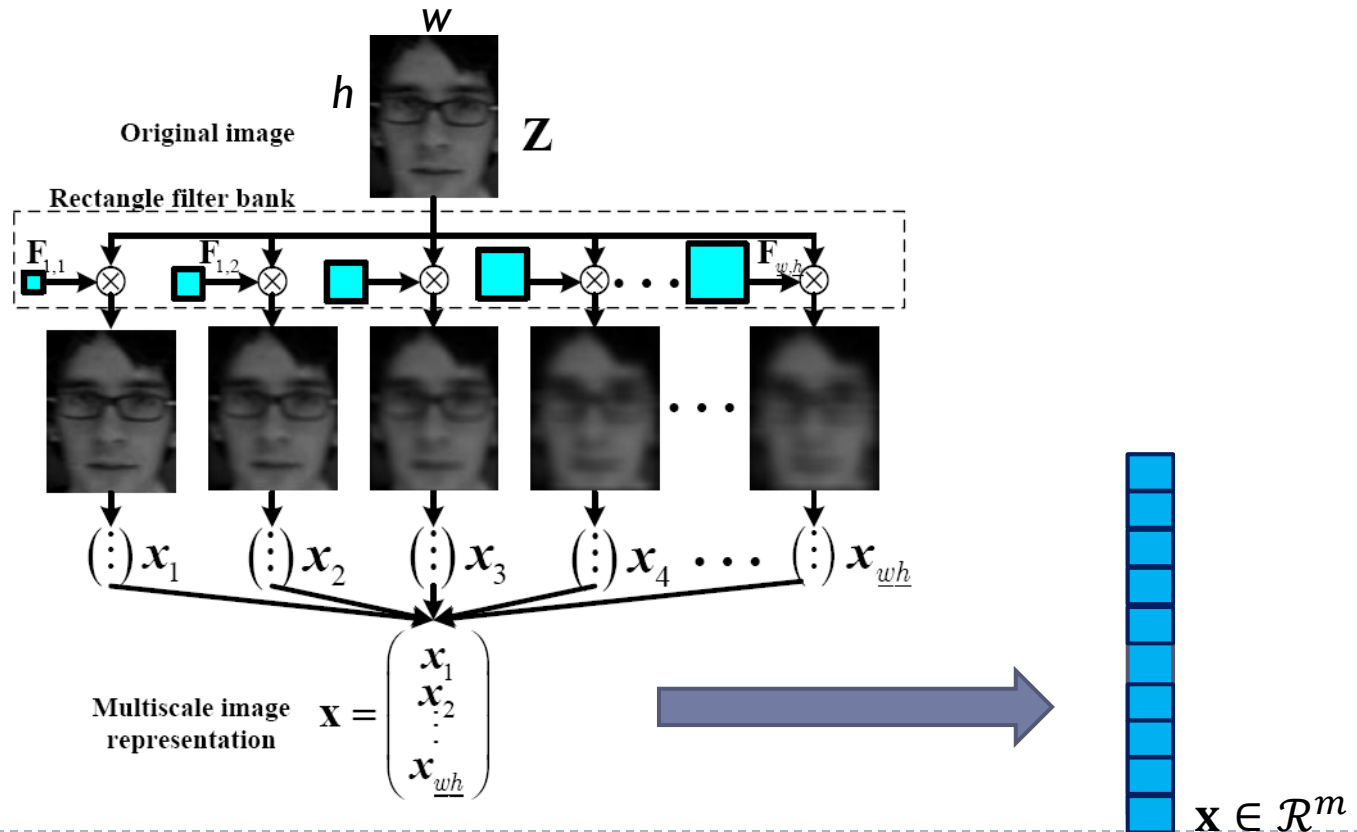 w
h
Original image
Z
Rectangle filter bank
F1,1
F1,2
Fw,h
x1
x2
x3
x4
xwh
Multiscale image
representation
x =
x1
x2
⋮
xwh
x ∈ ℛ^m